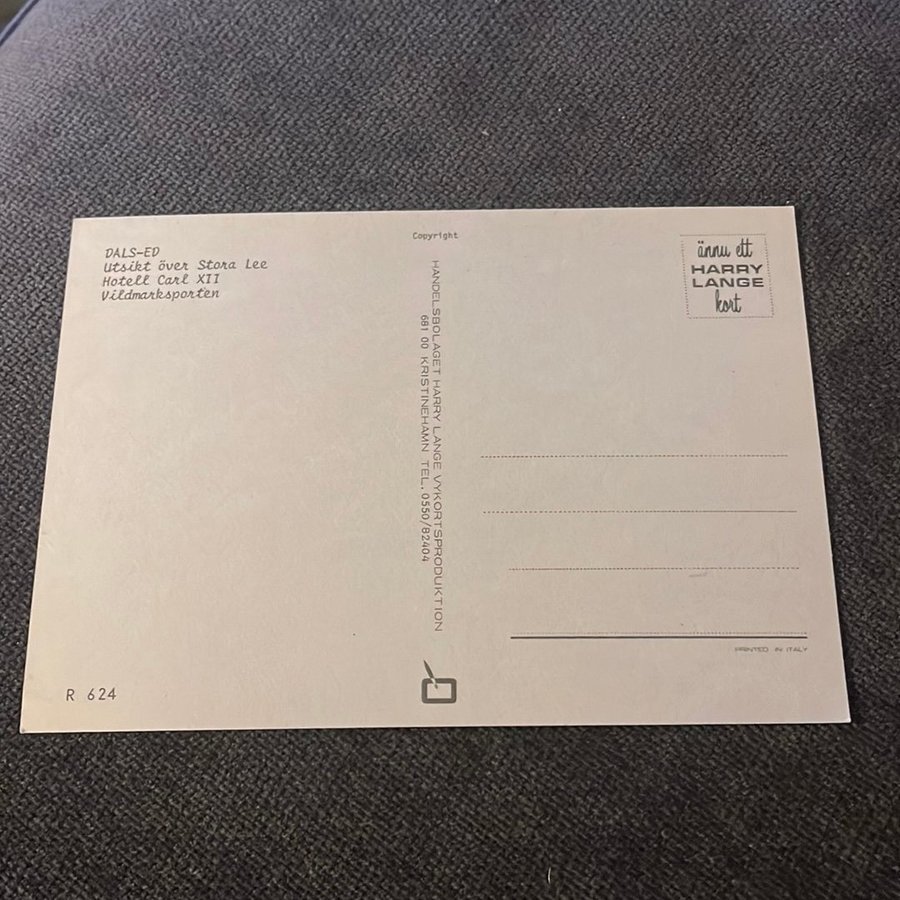 DALS-ED
Utsikt över Stora Lee
Hotell Carl XII
Vildmarksporten
R 624
Copyright
HANDELSBOLAGET HARRY LANGE VYKORTSPRODUKTION
681 00 KRISTINEHAMN TEL. 0550/82404
ännu ett
HARRY
LANGE
kort
PRINTED IN ITALY